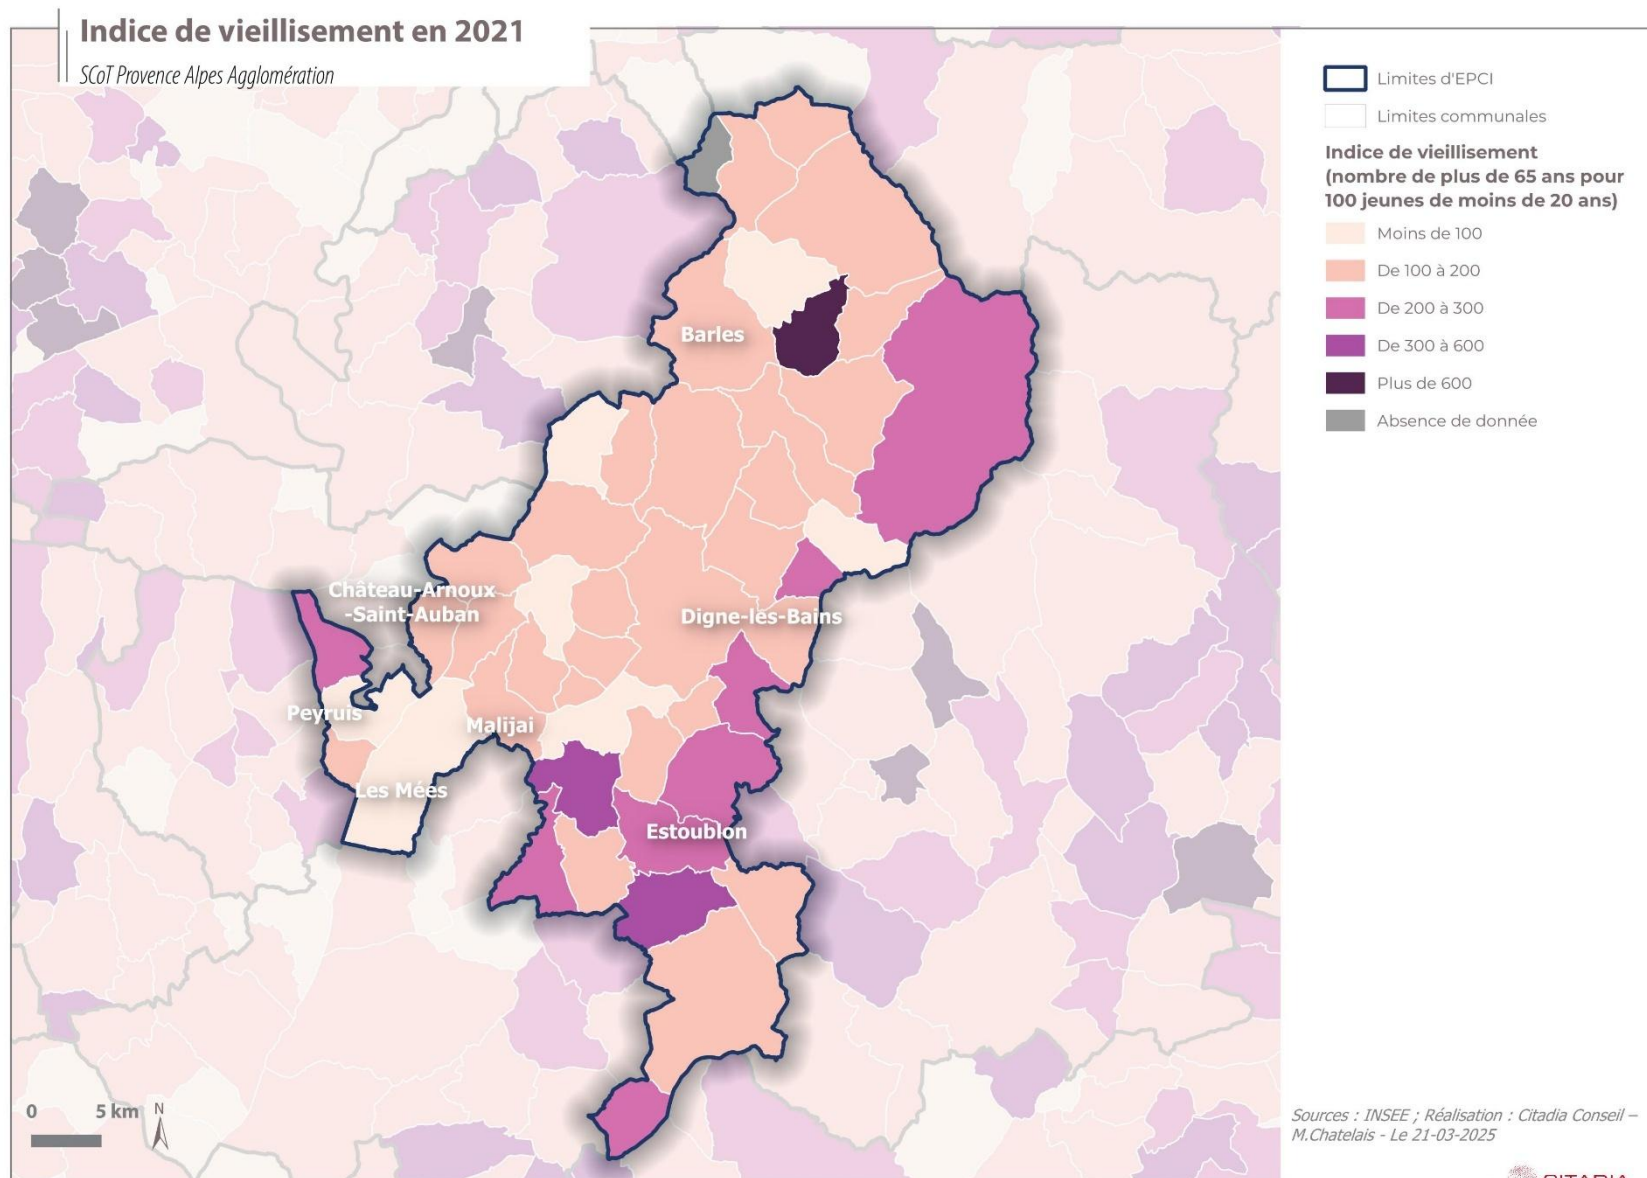 Indice de vieillisement en 2021
SCoT Provence Alpes Agglomération
Limites d'EPCI
Limites communales
Indice de vieillisement
(nombre de plus de 65 ans pour
100 jeunes de moins de 20 ans)
Moins de 100
De 100 à 200
De 200 à 300
De 300 à 600
Plus de 600
Absence de donnée
Barles
Château-Arnoux
-Saint-Auban
Digne-les-Bains
Peyruis
Malijai
Les Mées
Estoublon
0 5 km N
Sources : INSEE ; Réalisation : Citadia Conseil –
M.Chatelais - Le 21-03-2025